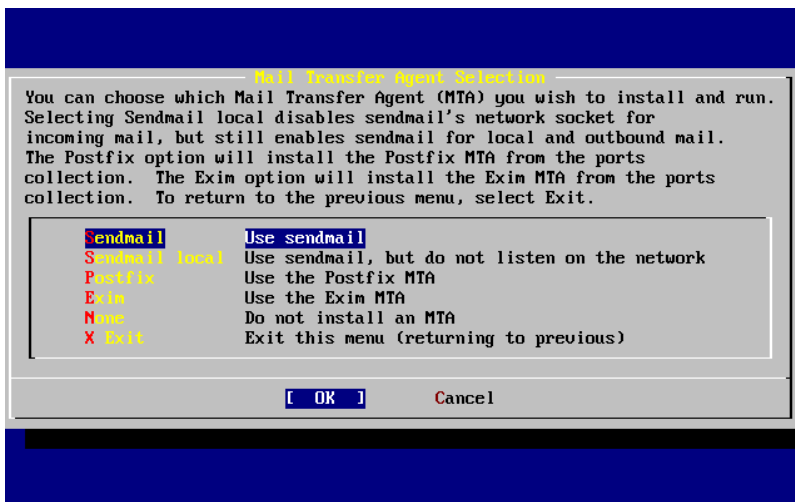 Mail Transfer Agent Selection
You can choose which Mail Transfer Agent (MTA) you wish to install and run.
Selecting Sendmail local disables sendmail's network socket for
incoming mail, but still enables sendmail for local and outbound mail.
The Postfix option will install the Postfix MTA from the ports
collection.  The Exim option will install the Exim MTA from the ports
collection.  To return to the previous menu, select Exit.
Sendmail Use sendmail
Sendmail local Use sendmail, but do not listen on the network
Postfix Use the Postfix MTA
Exim Use the Exim MTA
None Do not install an MTA
X Exit Exit this menu (returning to previous)
[ OK ] Cancel